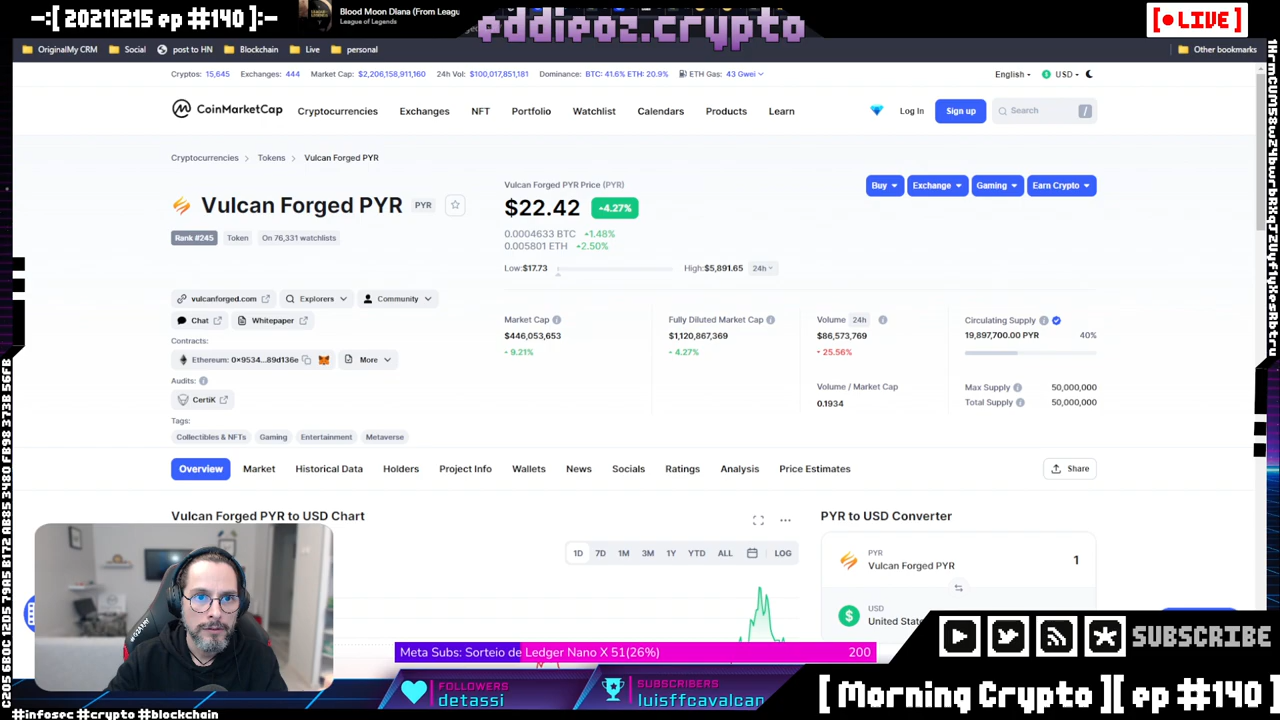 -:[ 20211215 ep #140 ]:-
Blood Moon Diana (From Leagu
League of Legends
eddieoz.crypto
[ ● LIVE ]
OriginalMy CRM
Social
post to HN
Blockchain
Live
personal
Other bookmarks
Cryptos: 15,645 Exchanges: 444 Market Cap: $2,206,158,911,160 24h Vol: $100,017,851,181 Dominance: BTC: 41.6% ETH: 20.9% ETH Gas: 43 Gwei
English
USD
CoinMarketCap
Cryptocurrencies
Exchanges
NFT
Portfolio
Watchlist
Calendars
Products
Learn
Log In
Sign up
Search
/
Cryptocurrencies > Tokens > Vulcan Forged PYR
Vulcan Forged PYR
PYR
Rank #245
Token
On 76,331 watchlists
Vulcan Forged PYR Price (PYR)
$22.42
4.27%
0.0004633 BTC 1.48%
0.005801 ETH 2.50%
Low: $17.73
High: $5,891.65
24h
Buy
Exchange
Gaming
Earn Crypto
vulcanforged.com
Explorers
Community
Chat
Whitepaper
Contracts:
Ethereum: 0x9534...89d136e
More
Audits:
CertiK
Tags:
Collectibles & NFTs
Gaming
Entertainment
Metaverse
Market Cap
$446,053,653
9.21%
Fully Diluted Market Cap
$1,120,867,369
4.27%
Volume 24h
$86,573,769
25.56%
Volume / Market Cap
0.1934
Circulating Supply
19,897,700.00 PYR 40%
Max Supply 50,000,000
Total Supply 50,000,000
Overview
Market
Historical Data
Holders
Project Info
Wallets
News
Socials
Ratings
Analysis
Price Estimates
Share
Vulcan Forged PYR to USD Chart
1D
7D
1M
3M
1Y
YTD
ALL
LOG
PYR to USD Converter
PYR
Vulcan Forged PYR
1
USD
United State
Meta Subs: Sorteio de Ledger Nano X 51(26%) 200
FOLLOWERS
detassi
SUBSCRIBERS
luisffcavalcan
SUBSCRIBE
[ Morning Crypto ][ ep #140 ]
#infosec #crypto #blockchain